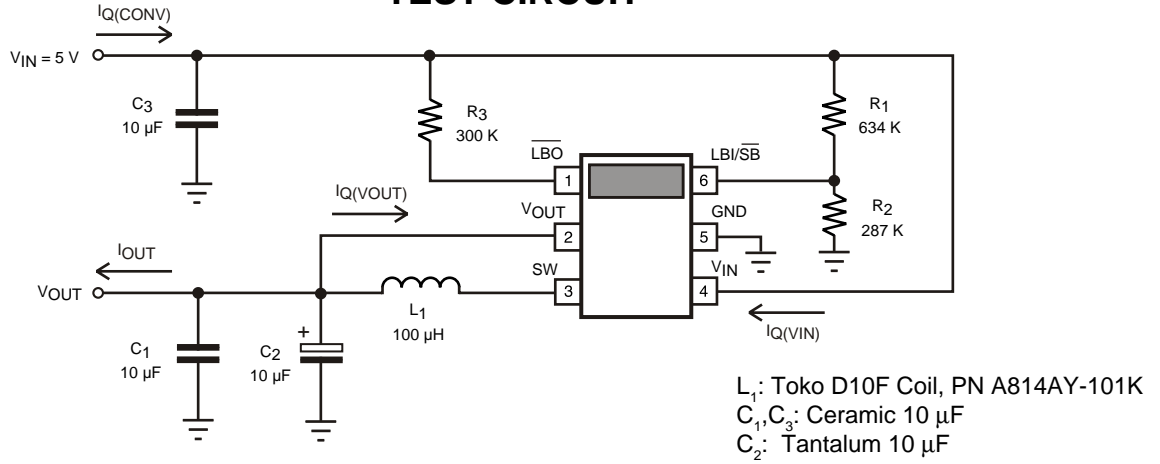 IQ(CONV)
VIN = 5 V
C3
10 µF
R3
300 K
R1
634 K
LBO
LBI/SB
1
6
IQ(VOUT)
VOUT
GND
R2
287 K
2
5
IOUT
SW
VIN
VOUT
3
4
L1
100 µH
IQ(VIN)
+
C1
10 µF
C2
10 µF
L1: Toko D10F Coil, PN A814AY-101K
C1,C3: Ceramic 10 µF
C2: Tantalum 10 µF